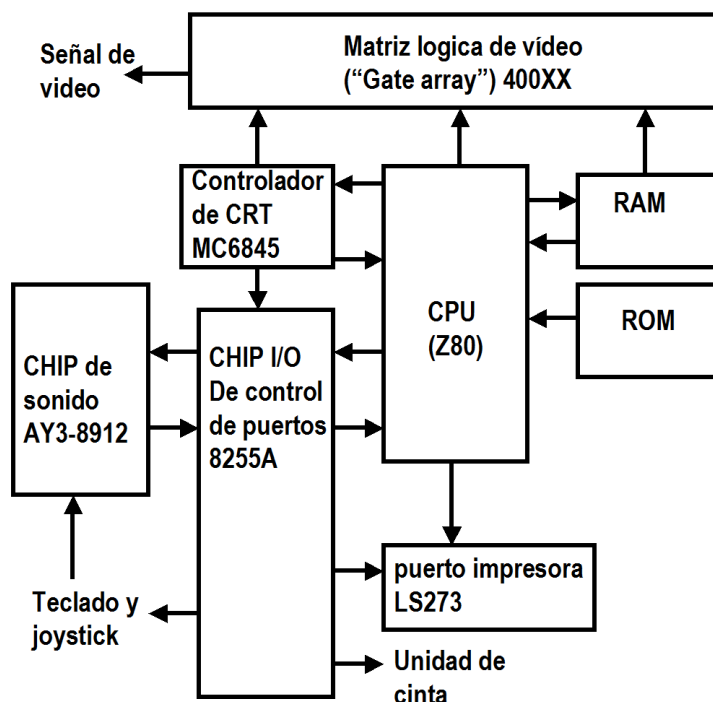 Matriz logica de vídeo
(“Gate array”) 400XX
Señal de
video
Controlador
de CRT
MC6845
CPU
(Z80)
RAM
ROM
CHIP de
sonido
AY3-8912
CHIP I/O
De control
de puertos
8255A
puerto impresora
LS273
Teclado y
joystick
Unidad de
cinta